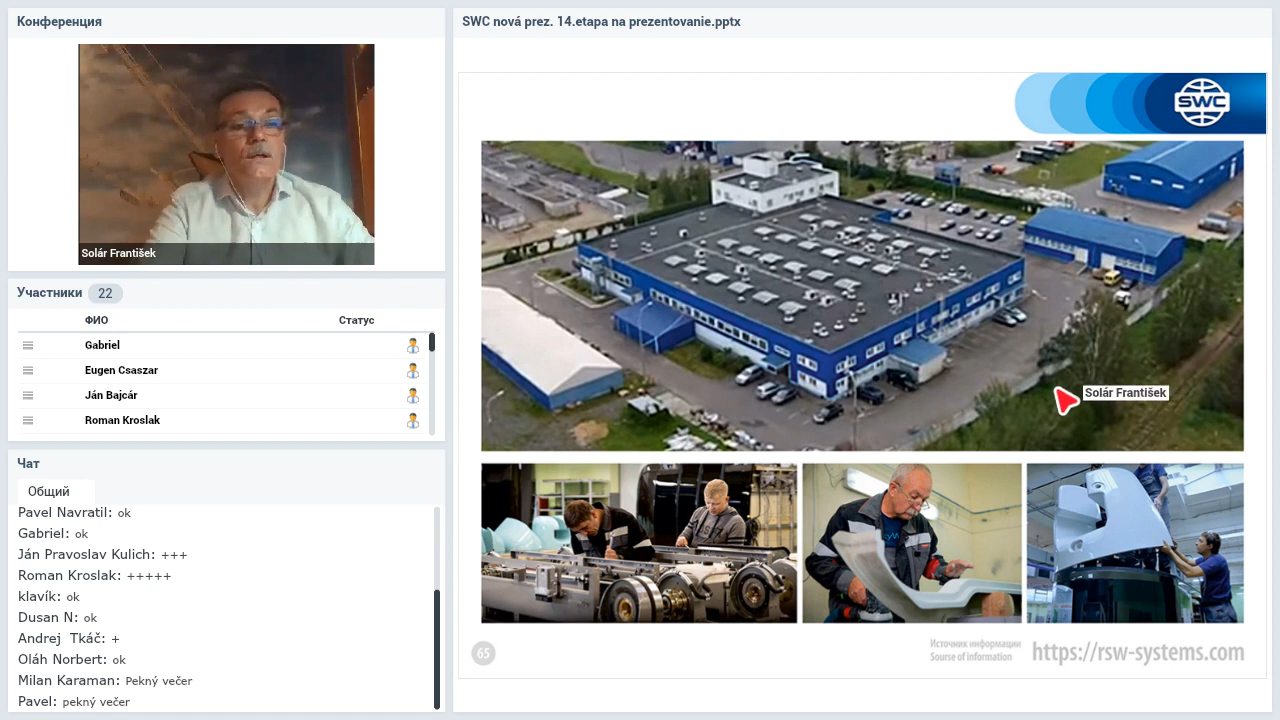 Конференция
Solár František
Участники 22
ФИО Статус
Gabriel
Eugen Csaszar
Ján Bajcár
Roman Kroslak
Чат
Общий
Pavel Navratil: ok
Gabriel: ok
Ján Pravoslav Kulich: +++
Roman Kroslak: +++++
klavík: ok
Dusan N: ok
Andrej Tkáč: +
Oláh Norbert: ok
Milan Karaman: Pekný večer
Pavel: pekný večer
SWC nová prez. 14.etapa na prezentovanie.pptx
SWC
Solár František
65
Источник информации
Sourse of information
https://rsw-systems.com